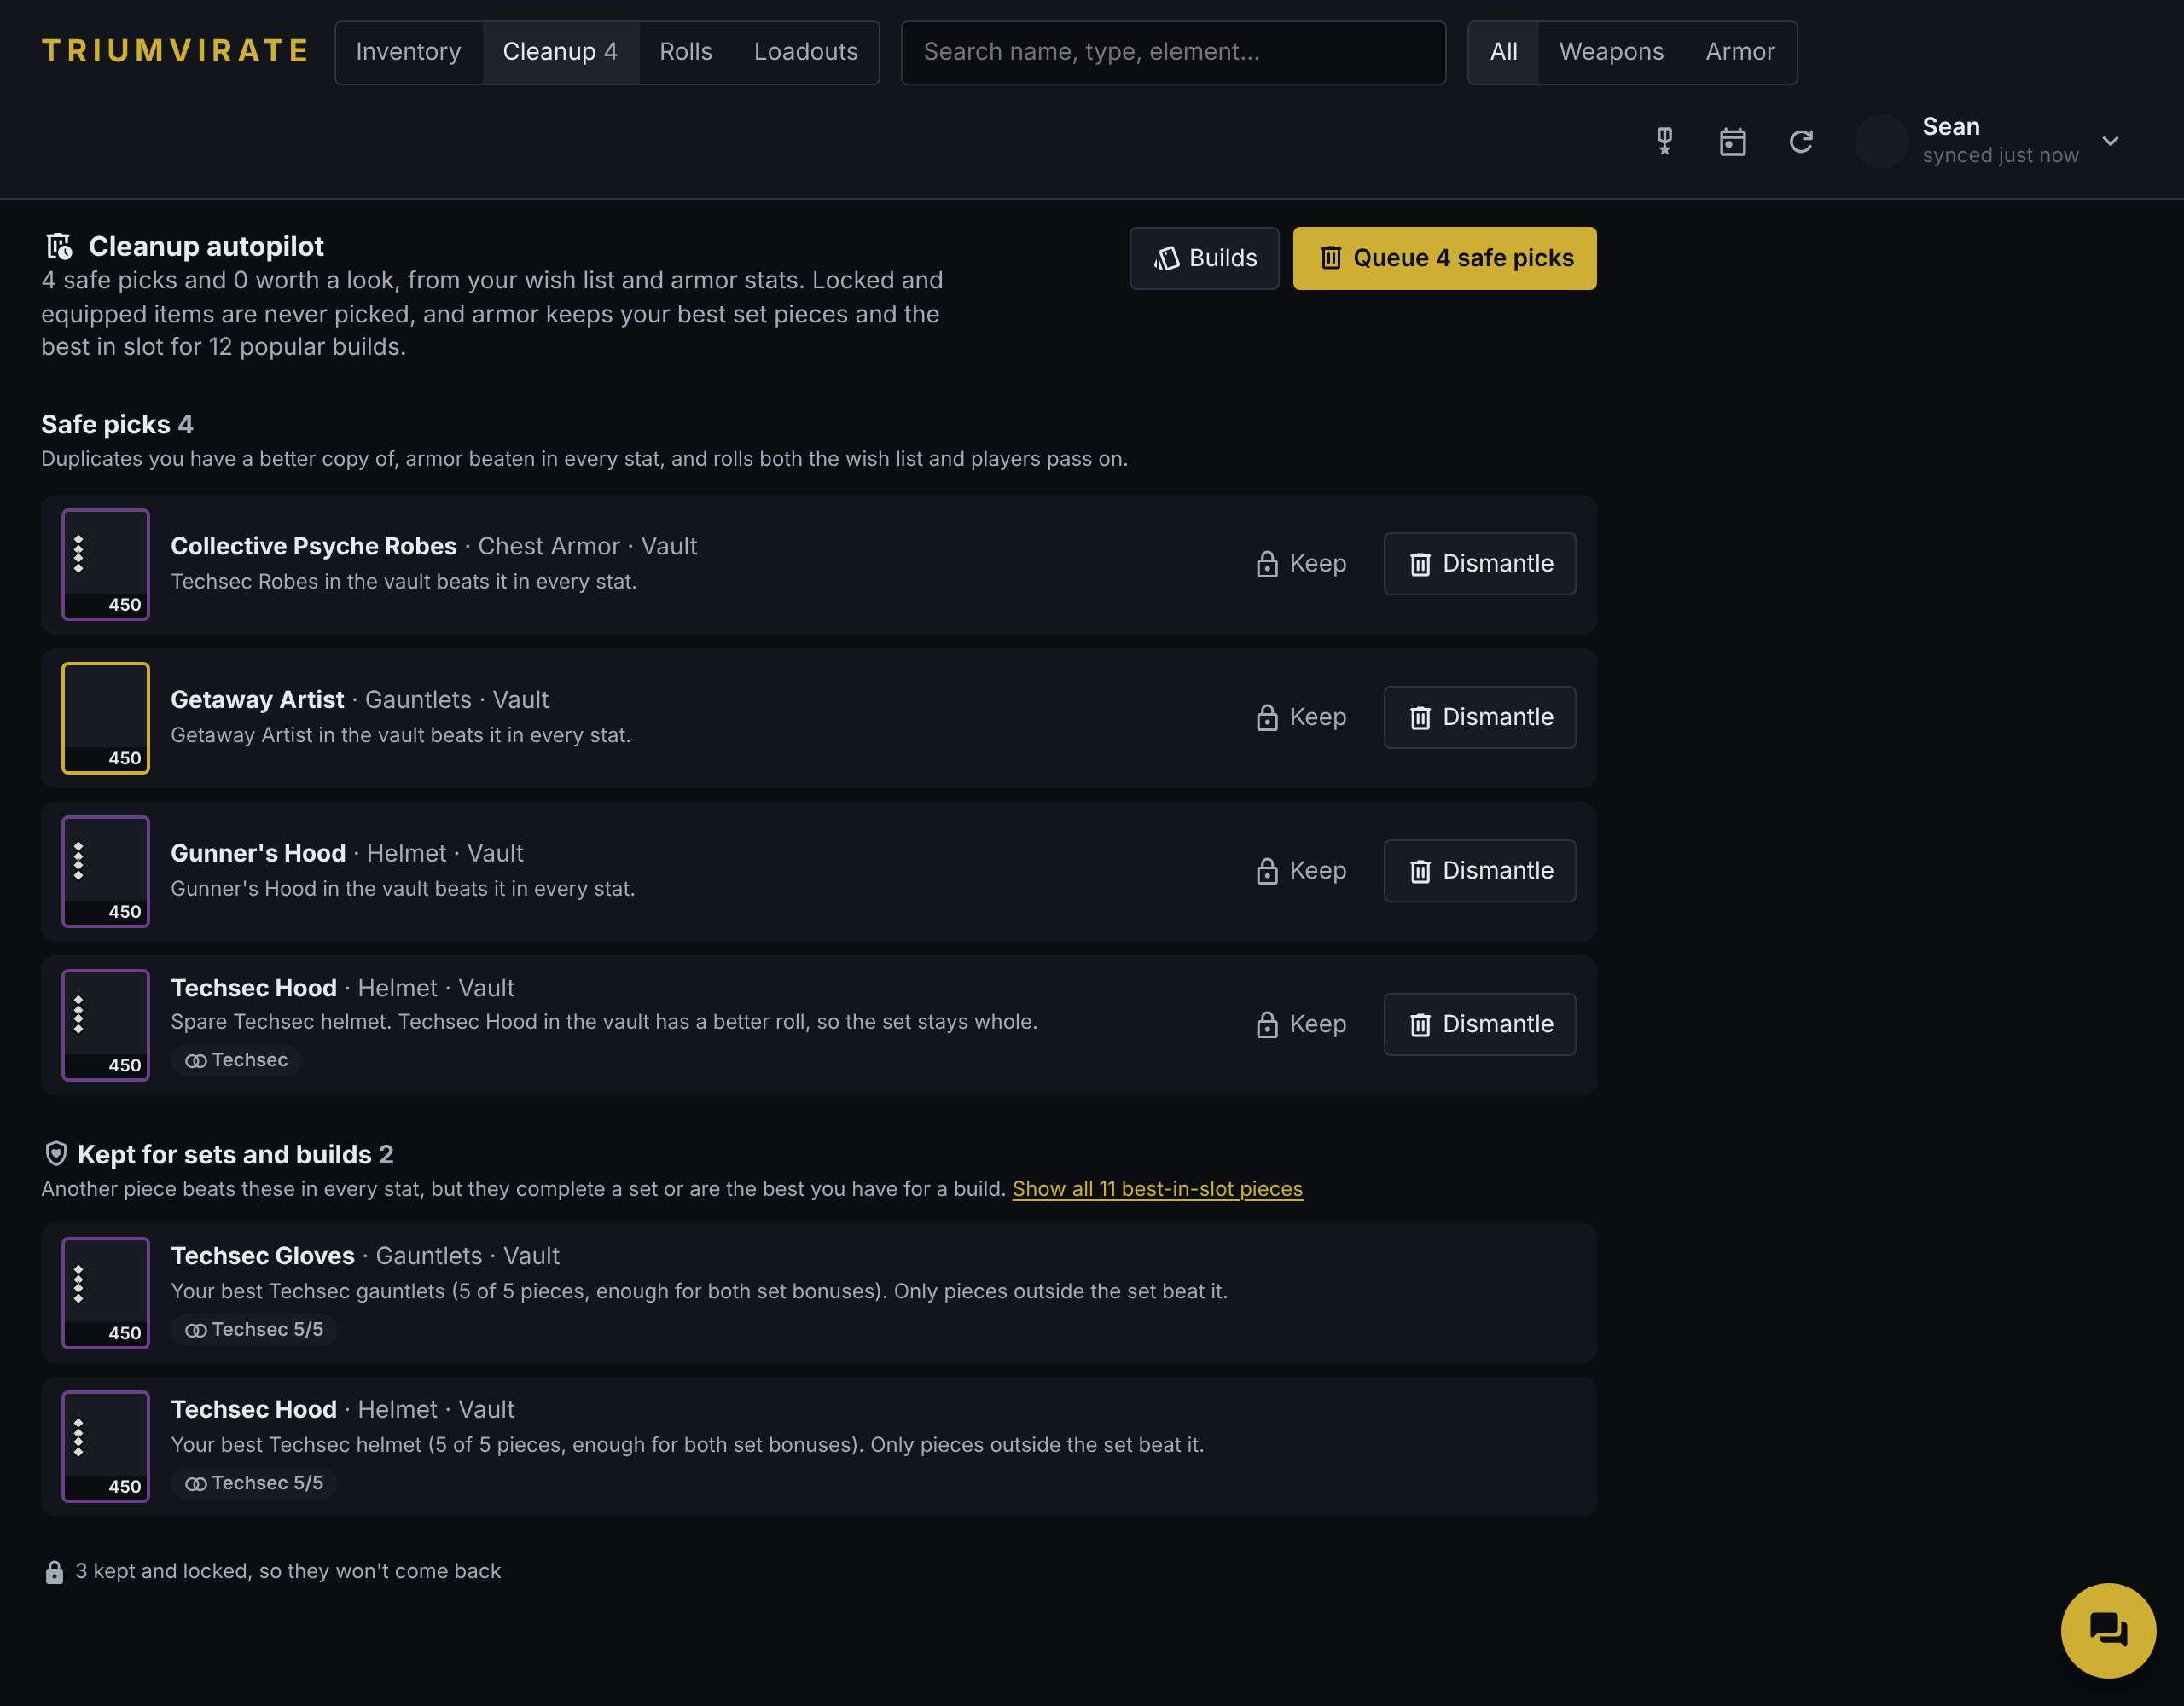 TRIUMVIRATE
Inventory
Cleanup 4
Rolls
Loadouts
Search name, type, element...
All
Weapons
Armor
Sean
synced just now
Cleanup autopilot
4 safe picks and 0 worth a look, from your wish list and armor stats. Locked and
equipped items are never picked, and armor keeps your best set pieces and the
best in slot for 12 popular builds.
Builds
Queue 4 safe picks
Safe picks 4
Duplicates you have a better copy of, armor beaten in every stat, and rolls both the wish list and players pass on.
450
Collective Psyche Robes · Chest Armor · Vault
Techsec Robes in the vault beats it in every stat.
Keep
Dismantle
450
Getaway Artist · Gauntlets · Vault
Getaway Artist in the vault beats it in every stat.
Keep
Dismantle
450
Gunner's Hood · Helmet · Vault
Gunner's Hood in the vault beats it in every stat.
Keep
Dismantle
450
Techsec Hood · Helmet · Vault
Spare Techsec helmet. Techsec Hood in the vault has a better roll, so the set stays whole.
Techsec
Keep
Dismantle
Kept for sets and builds 2
Another piece beats these in every stat, but they complete a set or are the best you have for a build. Show all 11 best-in-slot pieces
450
Techsec Gloves · Gauntlets · Vault
Your best Techsec gauntlets (5 of 5 pieces, enough for both set bonuses). Only pieces outside the set beat it.
Techsec 5/5
450
Techsec Hood · Helmet · Vault
Your best Techsec helmet (5 of 5 pieces, enough for both set bonuses). Only pieces outside the set beat it.
Techsec 5/5
3 kept and locked, so they won't come back